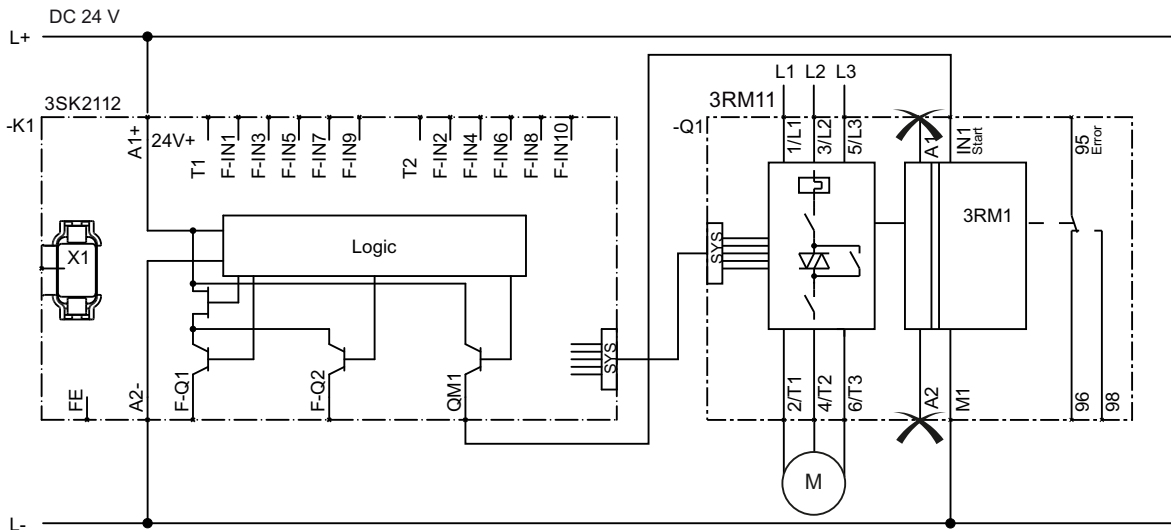 DC 24 V
L+
L1 L2 L3
3SK2112
3RM11
-K1
-Q1
A1+
24V+
T1
F-IN1
F-IN3
F-IN5
F-IN7
F-IN9
T2
F-IN2
F-IN4
F-IN6
F-IN8
F-IN10
1/L1
3/L2
5/L3
A1
IN1
Start
95
Error
3RM1
Logic
X1
SYS
SYS
FE
A2-
F-Q1
F-Q2
QM1
2/T1
4/T2
6/T3
A2
M1
96
98
M
L-